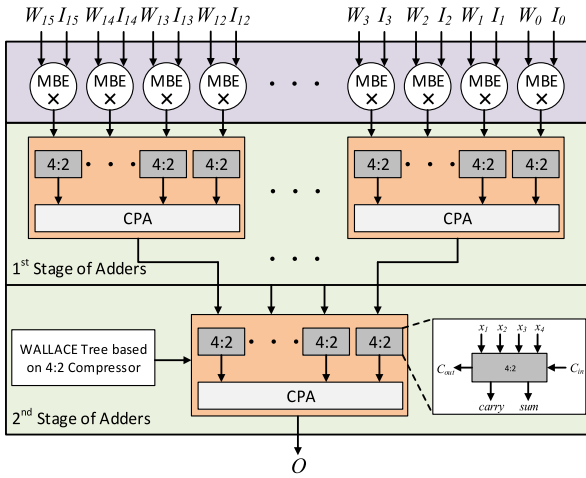 W15 I15 W14 I14 W13 I13 W12 I12 W3 I3 W2 I2 W1 I1 W0 I0
MBE × MBE × MBE × MBE × · · · MBE × MBE × MBE × MBE ×
4:2 · · · 4:2 4:2 4:2 · · · 4:2 4:2
· · ·
CPA CPA
· · ·
1st Stage of Adders
4:2 · · · 4:2 4:2
WALLACE Tree based
on 4:2 Compressor
CPA
x1 x2 x3 x4
Cout 4:2 Cin
carry sum
2nd Stage of Adders
O